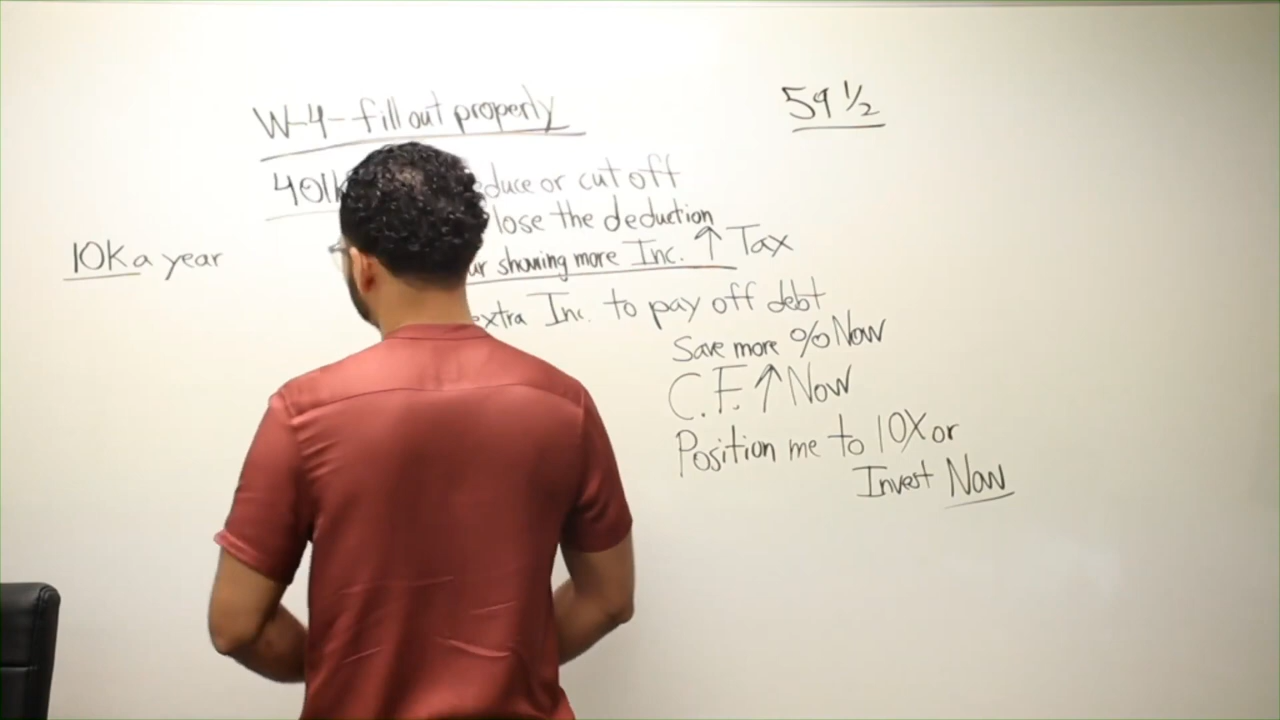 W-4- fill out properly
59 1/2
401k
or cut off
lose the deduction
10K a year
showing more Inc. ↑ Tax
extra Inc. to pay off debt
Save more % Now
C.F. ↑ Now
Position me to 10X or
Invest Now